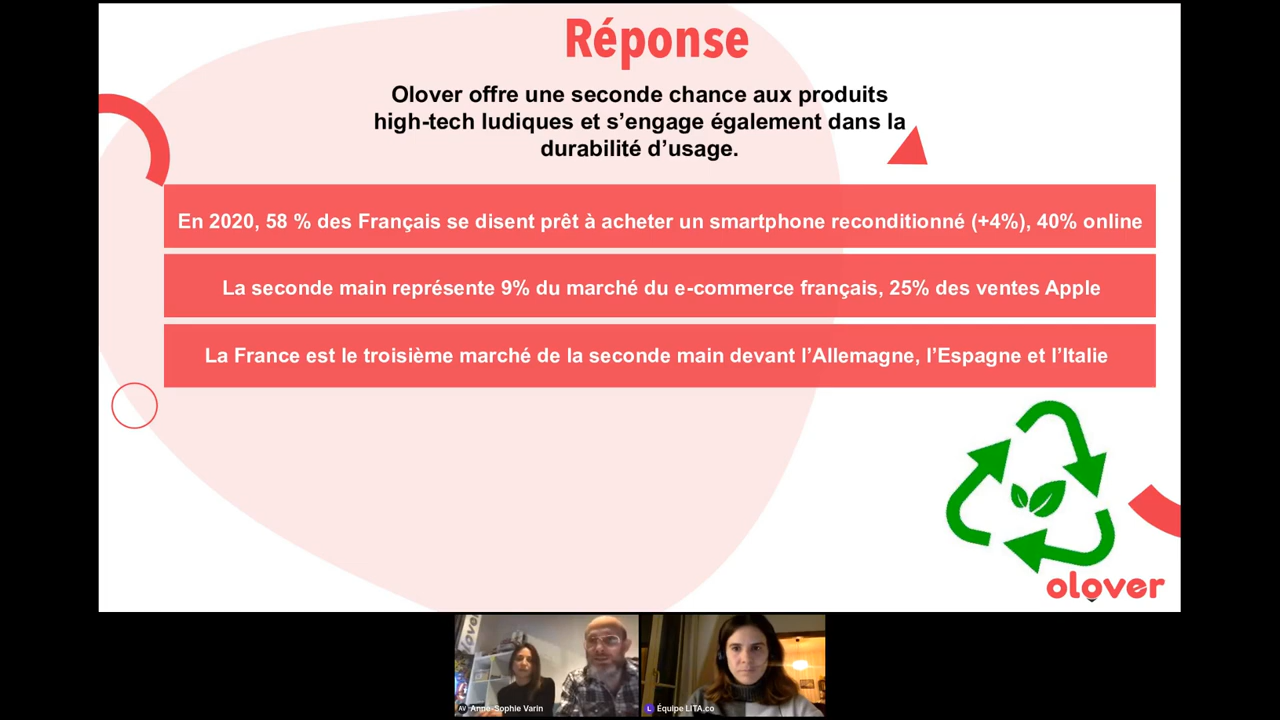 Réponse
Olover offre une seconde chance aux produits
high-tech ludiques et s’engage également dans la
durabilité d’usage.
En 2020, 58 % des Français se disent prêt à acheter un smartphone reconditionné (+4%), 40% online
La seconde main représente 9% du marché du e-commerce français, 25% des ventes Apple
La France est le troisième marché de la seconde main devant l’Allemagne, l’Espagne et l’Italie
olover
AV Anne-Sophie Varin
L Équipe LITA.co